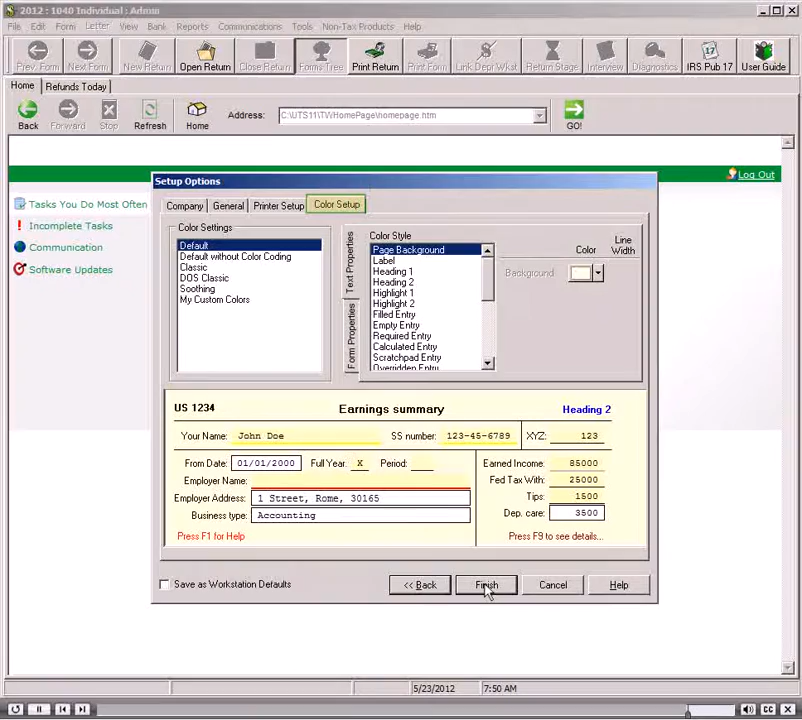 2012 : 1040 Individual : Admin
File Edit Form Letter View Bank Reports Communications Tools Non-Tax Products Help
Prev. Form Next Form New Return Open Return Close Return Forms Tree Print Return Print Form Link Depr Wkst Return Stage Interview Diagnostics IRS Pub 17 User Guide
Home Refunds Today
Back Forward Stop Refresh Home Address: C:\UTS11\TWHomePage\homepage.htm GO!
Log Out
Tasks You Do Most Often
Incomplete Tasks
Communication
Software Updates
Setup Options
Company General Printer Setup Color Setup
Color Settings
Default
Default without Color Coding
Classic
DOS Classic
Soothing
My Custom Colors
Text Properties
Form Properties
Color Style
Page Background
Label
Heading 1
Heading 2
Highlight 1
Highlight 2
Filled Entry
Empty Entry
Required Entry
Calculated Entry
Scratchpad Entry
Overridden Entry
Color Line Width
Background
US 1234 Earnings summary Heading 2
Your Name: John Doe SS number: 123-45-6789 XYZ: 123
From Date: 01/01/2000 Full Year: X Period: Earned Income: 85000
Employer Name: Fed Tax With: 25000
Employer Address: 1 Street, Rome, 30165 Tips: 1500
Business type: Accounting Dep. care: 3500
Press F1 for Help Press F9 to see details...
Save as Workstation Defaults << Back Finish Cancel Help
5/23/2012 7:50 AM
CC